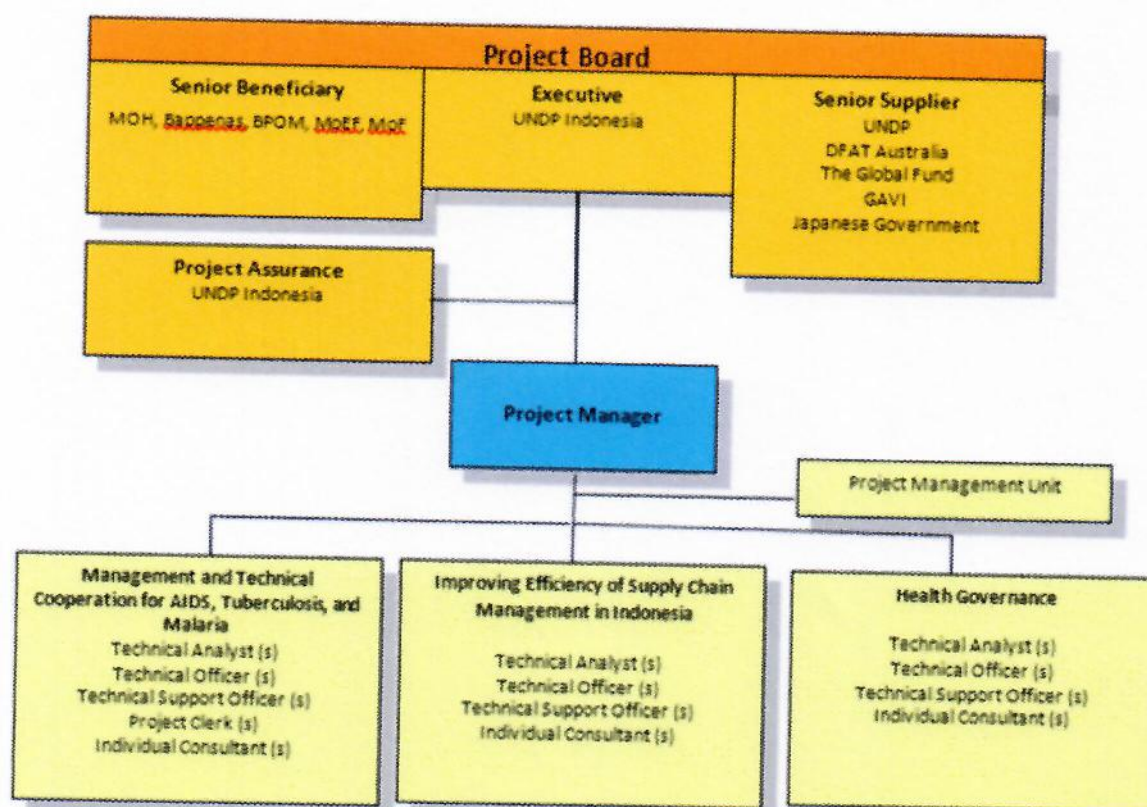 Project Board
Senior Beneficiary
MOH, Bappenas, BPOM, MoEF, MoF
Executive
UNDP Indonesia
Senior Supplier
UNDP
DFAT Australia
The Global Fund
GAVI
Japanese Government
Project Assurance
UNDP Indonesia
Project Manager
Project Management Unit
Management and Technical
Cooperation for AIDS, Tuberculosis, and
Malaria
Technical Analyst (s)
Technical Officer (s)
Technical Support Officer (s)
Project Clerk (s)
Individual Consultant (s)
Improving Efficiency of Supply Chain
Management in Indonesia
Technical Analyst (s)
Technical Officer (s)
Technical Support Officer (s)
Individual Consultant (s)
Health Governance
Technical Analyst (s)
Technical Officer (s)
Technical Support Officer (s)
Individual Consultant (s)